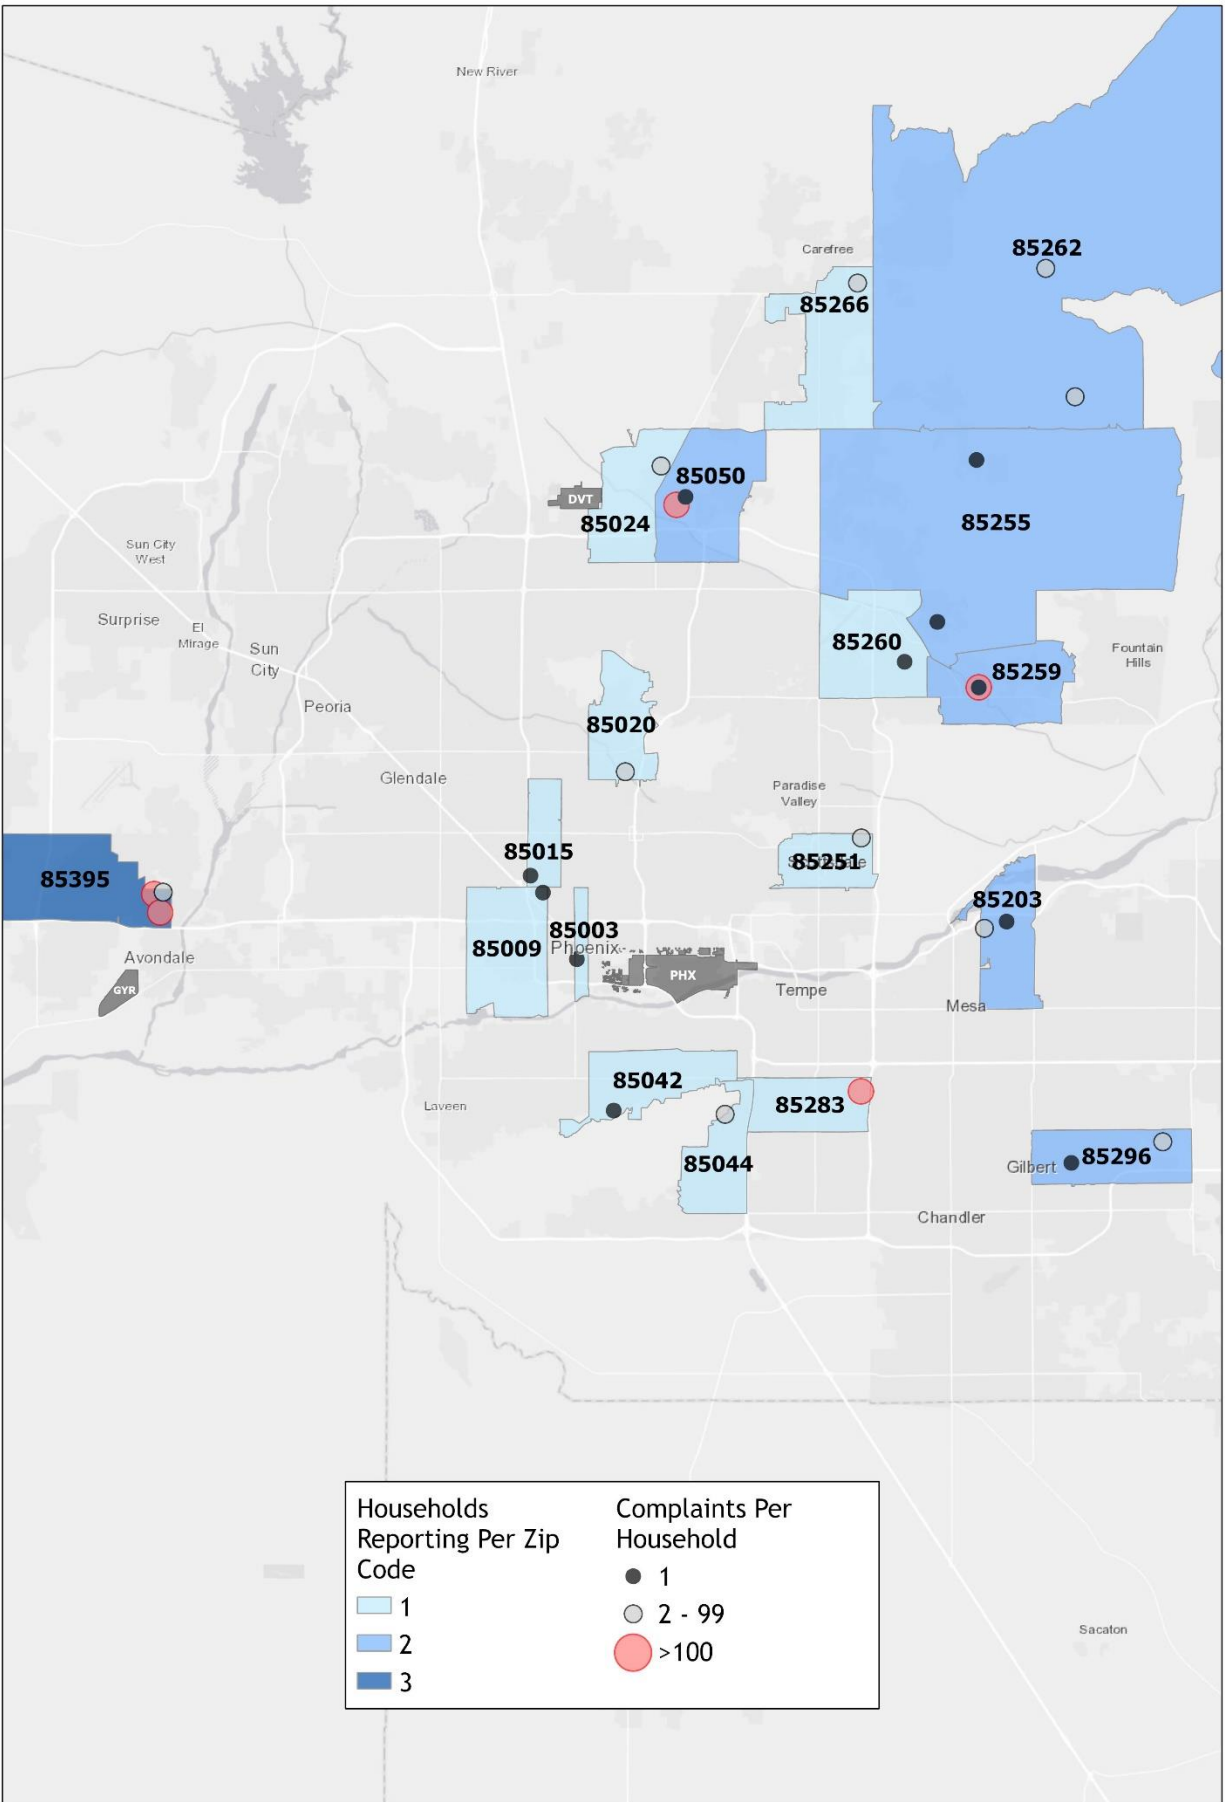 New River
Carefree
85262
85266
85050
DVT
85024
85255
Sun City
West
Surprise
El
Mirage
Sun
City
85260
Fountain
Hills
85259
Peoria
85020
Glendale
Paradise
Valley
85015
85251
85395
85203
85003
85009
Phoenix
Avondale
PHX
GYR
Tempe
Mesa
85042
Laveen
85283
85044
85296
Gilbert
Chandler
Households
Reporting Per Zip
Code
1
2
3
Complaints Per
Household
1
2 - 99
>100
Sacaton